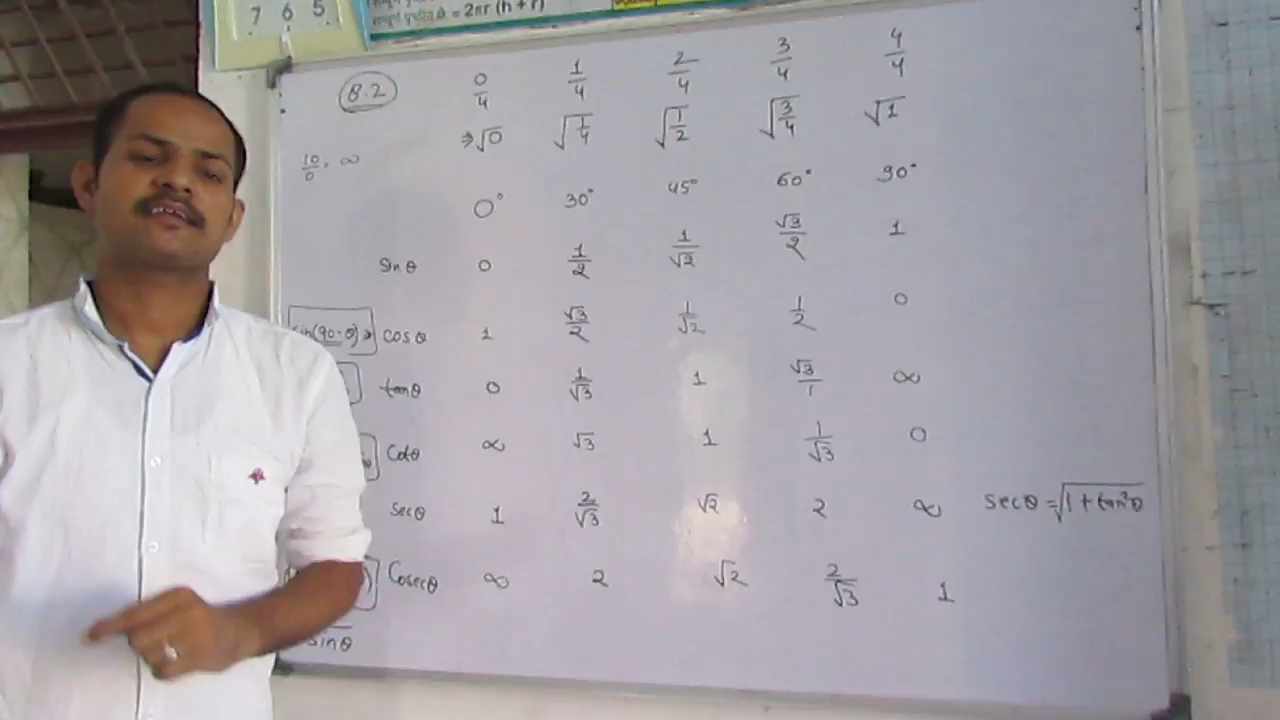 7 6 5
सम्पूर्ण पृष्ठीय क्षे = 2πr (h + r)
8.2
0/4 1/4 2/4 3/4 4/4
⇒√0 √(1/4) √(1/2) √(3/4) √1
10/0 = ∞
0° 30° 45° 60° 90°
sinθ 0 1/2 1/√2 √3/2 1
sin(90-θ) cosθ 1 √3/2 1/√2 1/2 0
tanθ 0 1/√3 1 √3/1 ∞
Cotθ ∞ √3 1 1/√3 0
secθ 1 2/√3 √2 2 ∞ secθ = √(1+tan²θ)
Cosecθ ∞ 2 √2 2/√3 1
sinθ